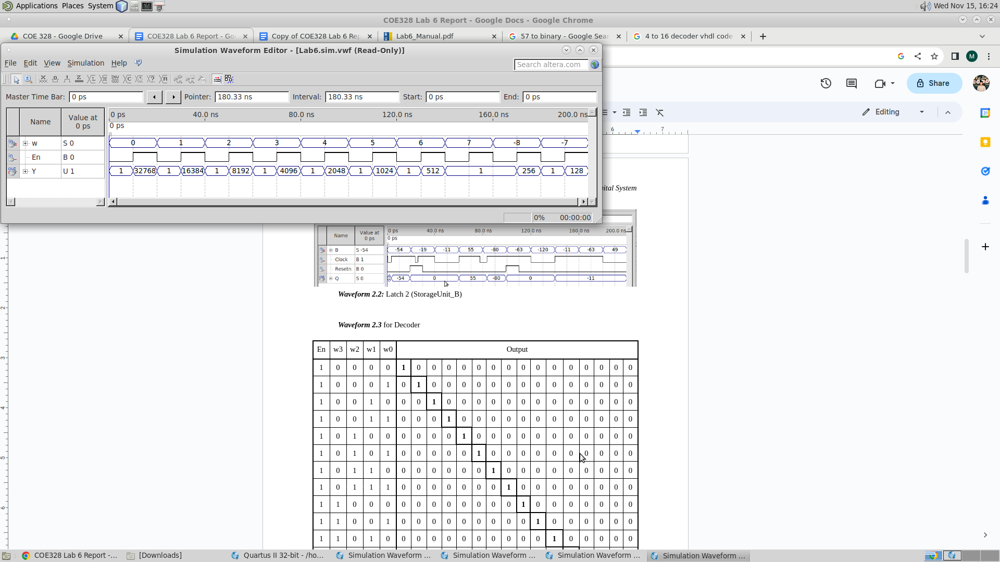 Applications Places System Wed Nov 15, 16:24
COE328 Lab 6 Report - Google Docs - Google Chrome
COE 328 - Google Drive COE328 Lab 6 Report - Go Copy of COE328 Lab 6 Rep Lab6_Manual.pdf 57 to binary - Google Sear 4 to 16 decoder vhdl code
Simulation Waveform Editor - [Lab6.sim.vwf (Read-Only)]
File Edit View Simulation Help Search altera.com
M
Share
Master Time Bar: 0 ps Pointer: 180.33 ns Interval: 180.33 ns Start: 0 ps End: 0 ps
Editing
Name Value at 0 ps 0 ps 40.0 ns 80.0 ns 120.0 ns 160.0 ns 200.0 ns
0 ps
6 7
w S 0 0 1 2 3 4 5 6 7 -8 -7
En B 0
Y U 1 1 32768 1 16384 1 8192 1 4096 1 2048 1 1024 1 512 1 256 1 128
ital System
0% 00:00:00
Name Value at 0 ps 0 ps 40.0 ns 80.0 ns 120.0 ns 160.0 ns 200.0 ns
0 ps
B S -54 -54 -19 -11 55 -80 -63 -120 -11 -63 49
Clock B 1
Resetn B 0
Q S 0 0 -54 0 55 -80 0 -11
Waveform 2.2: Latch 2 (StorageUnit_B)
Waveform 2.3 for Decoder
En w3 w2 w1 w0 Output
1 0 0 0 0 1 0 0 0 0 0 0 0 0 0 0 0 0 0 0 0
1 0 0 0 1 0 1 0 0 0 0 0 0 0 0 0 0 0 0 0 0
1 0 0 1 0 0 0 1 0 0 0 0 0 0 0 0 0 0 0 0 0
1 0 0 1 1 0 0 0 1 0 0 0 0 0 0 0 0 0 0 0 0
1 0 1 0 0 0 0 0 0 1 0 0 0 0 0 0 0 0 0 0 0
1 0 1 0 1 0 0 0 0 0 1 0 0 0 0 0 0 0 0 0 0
1 0 1 1 0 0 0 0 0 0 0 1 0 0 0 0 0 0 0 0 0
1 0 1 1 1 0 0 0 0 0 0 0 1 0 0 0 0 0 0 0 0
1 1 0 0 0 0 0 0 0 0 0 0 0 1 0 0 0 0 0 0 0
1 1 0 0 1 0 0 0 0 0 0 0 0 0 1 0 0 0 0 0 0
1 1 0 1 0 0 0 0 0 0 0 0 0 0 0 1 0 0 0 0 0
1
2
3
4
5
6
COE328 Lab 6 Report -... [Downloads] Quartus II 32-bit - /ho... Simulation Waveform ... Simulation Waveform ... Simulation Waveform ... Simulation Waveform ...